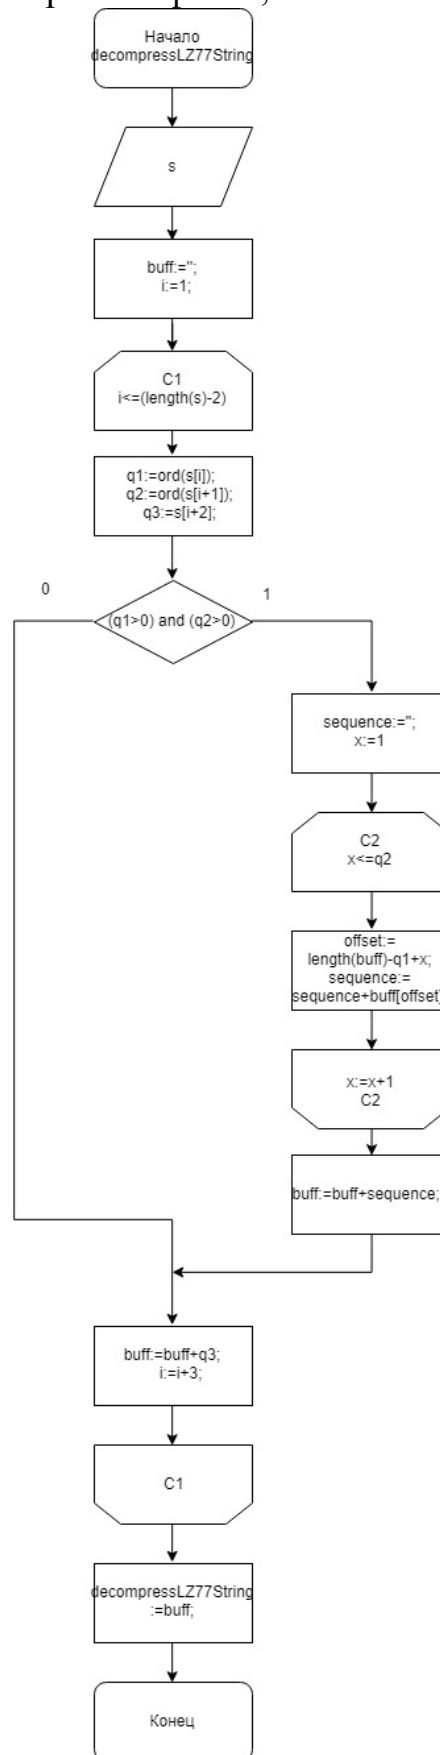 Начало
decompressLZ77String
s
buff:='';
i:=1;
C1
i<=(length(s)-2)
q1:=ord(s[i]);
q2:=ord(s[i+1]);
q3:=s[i+2];
0
1
(q1>0) and (q2>0)
sequence:='';
x:=1
C2
x<=q2
offset:=
length(buff)-q1+x;
sequence:=
sequence+buff[offset]
x:=x+1
C2
buff:=buff+sequence;
buff:=buff+q3;
i:=i+3;
C1
decompressLZ77String
:=buff;
Конец